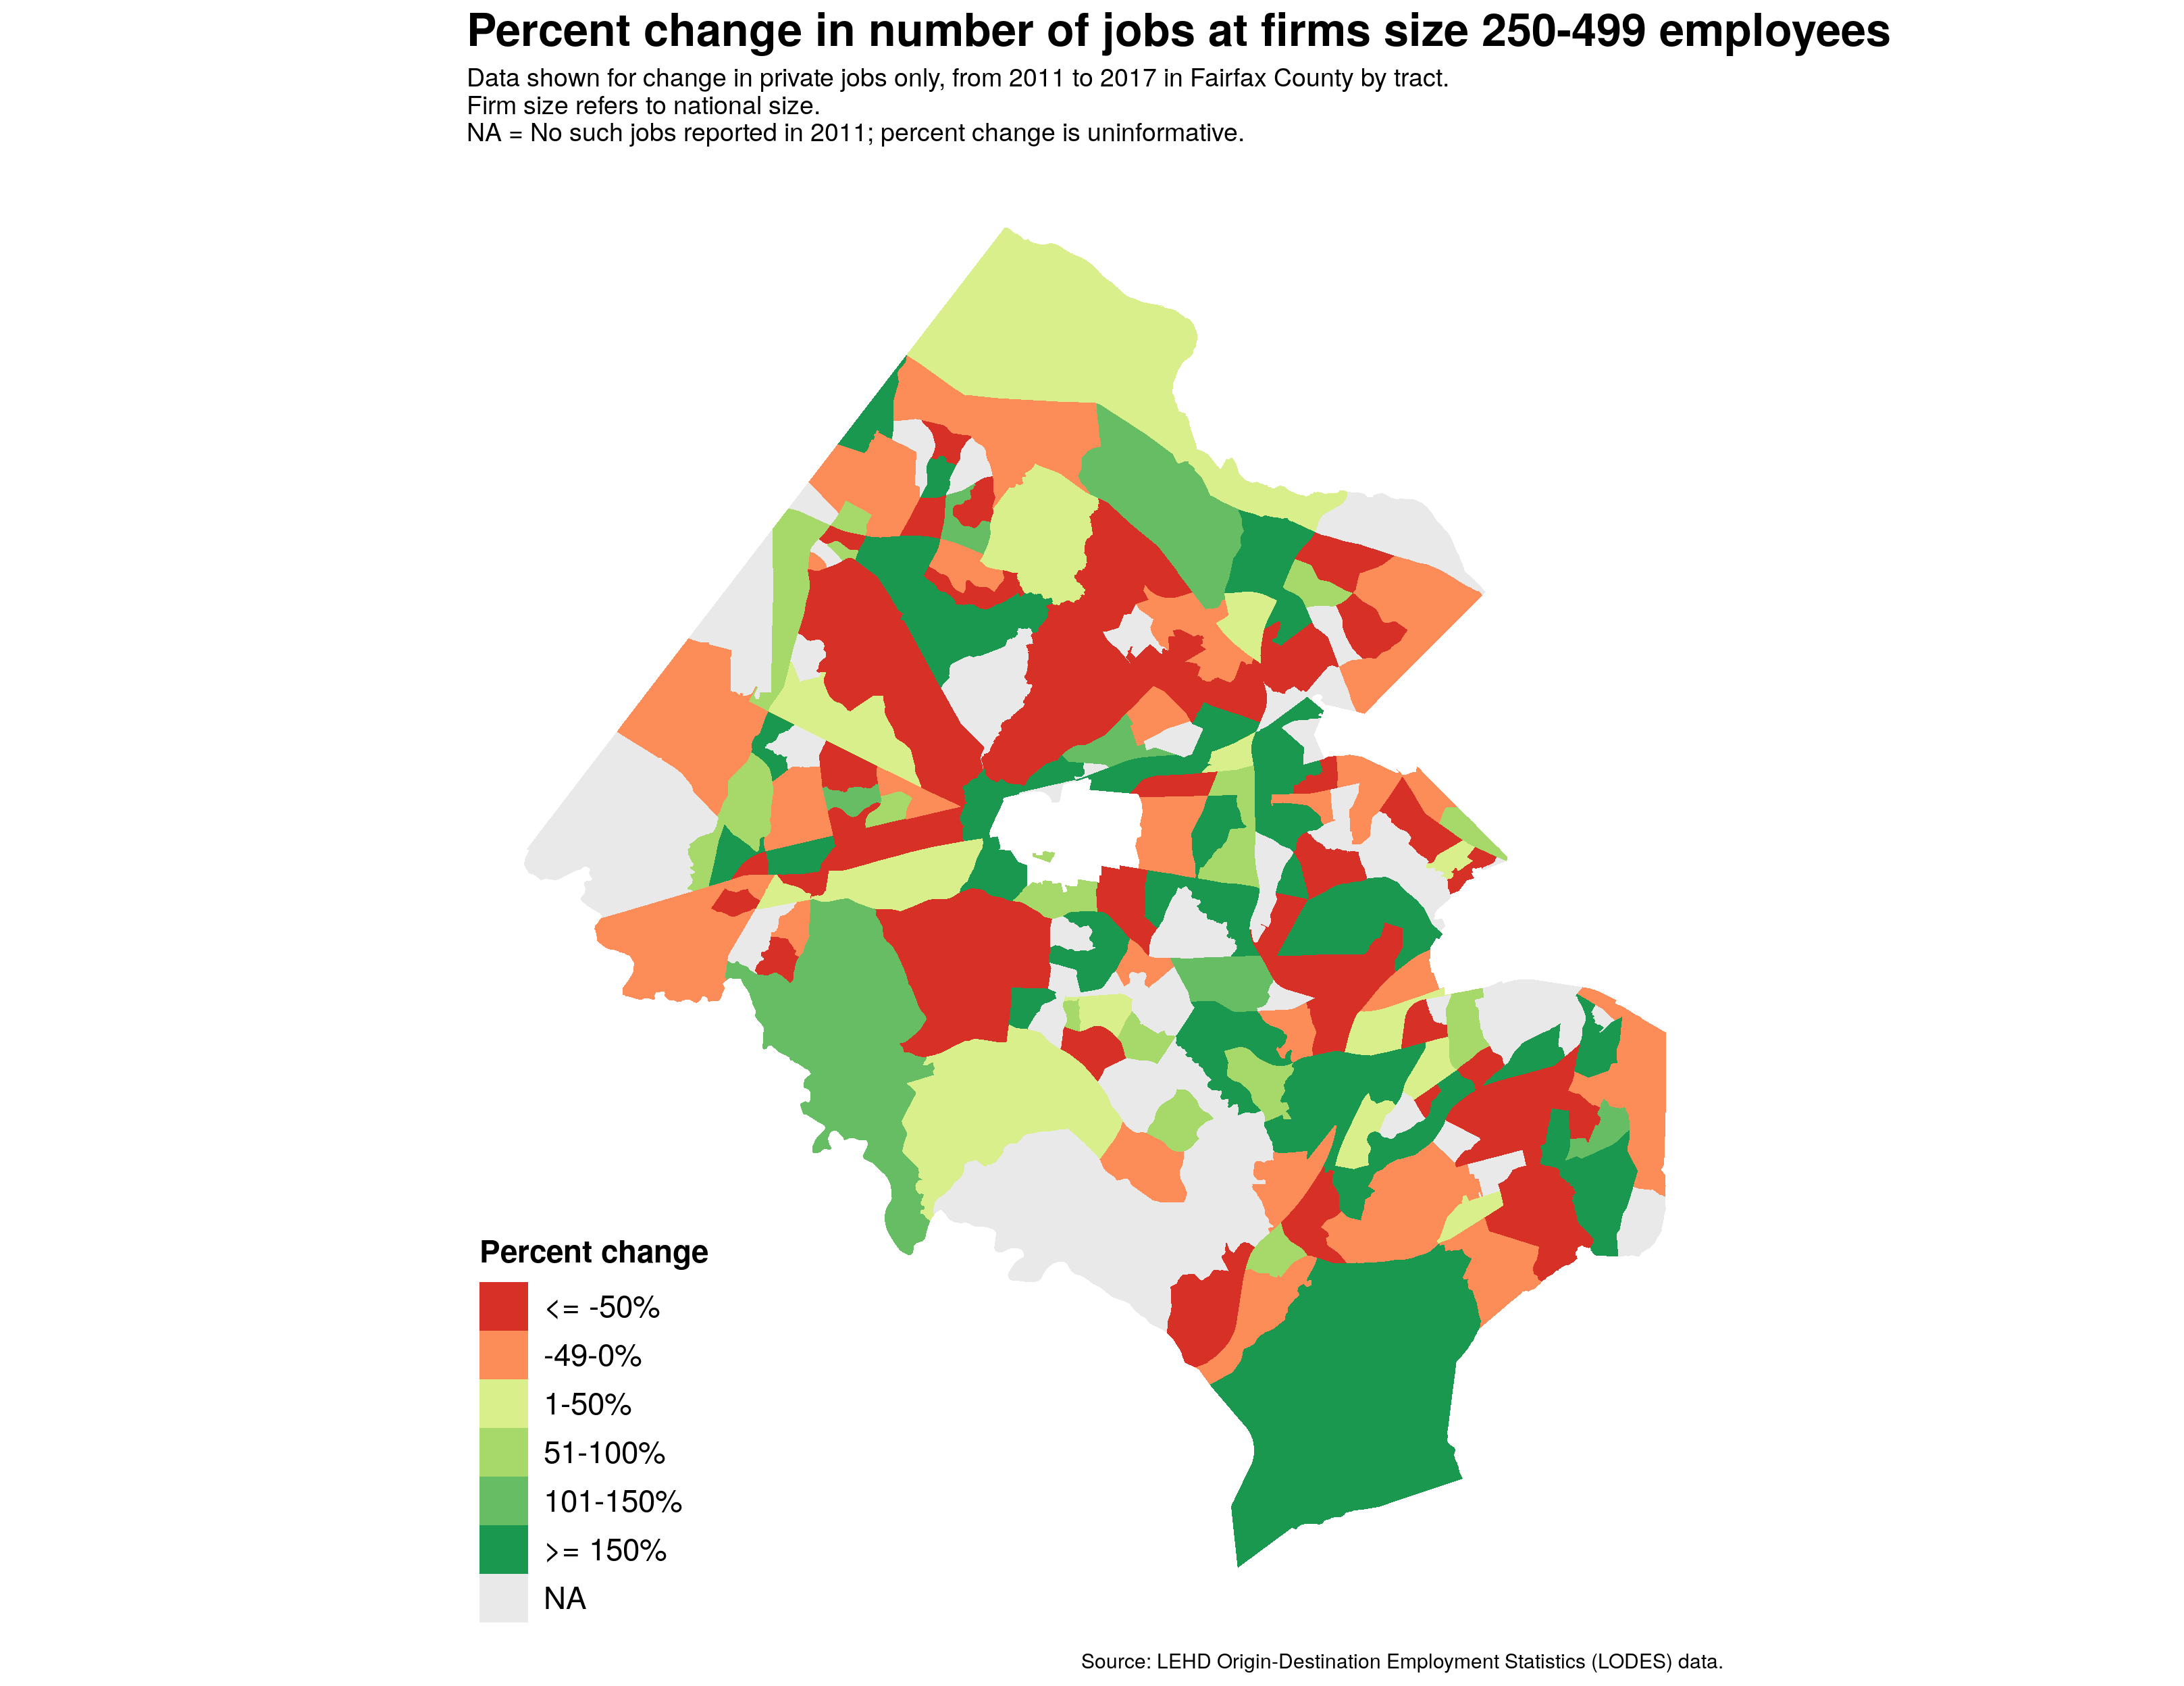 Percent change in number of jobs at firms size 250-499 employees
Data shown for change in private jobs only, from 2011 to 2017 in Fairfax County by tract.
Firm size refers to national size.
NA = No such jobs reported in 2011; percent change is uninformative.
Percent change
<= -50%
-49-0%
1-50%
51-100%
101-150%
>= 150%
NA
Source: LEHD Origin-Destination Employment Statistics (LODES) data.